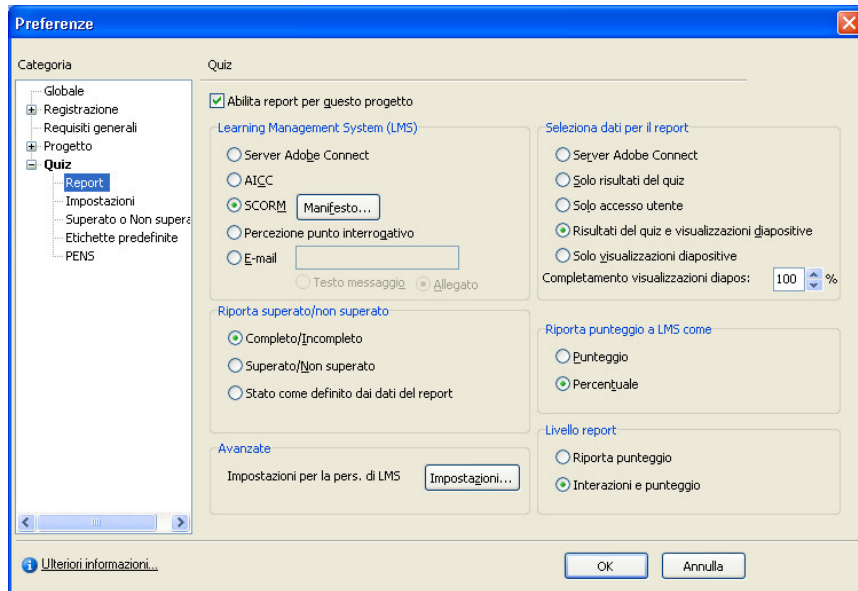 Preferenze
Categoria
Globale
Registrazione
Requisiti generali
Progetto
Quiz
Report
Impostazioni
Superato o Non supera
Etichette predefinite
PENS
Quiz
Abilita report per questo progetto
Learning Management System (LMS)
Server Adobe Connect
AICC
SCORM Manifesto...
Percezione punto interrogativo
E-mail
Testo messaggio Allegato
Seleziona dati per il report
Server Adobe Connect
Solo risultati del quiz
Solo accesso utente
Risultati del quiz e visualizzazioni diapositive
Solo visualizzazioni diapositive
Completamento visualizzazioni diapos: 100 %
Riporta superato/non superato
Completo/Incompleto
Superato/Non superato
Stato come definito dai dati del report
Riporta punteggio a LMS come
Punteggio
Percentuale
Avanzate
Impostazioni per la pers. di LMS Impostazioni...
Livello report
Riporta punteggio
Interazioni e punteggio
Ulteriori informazioni...
OK Annulla